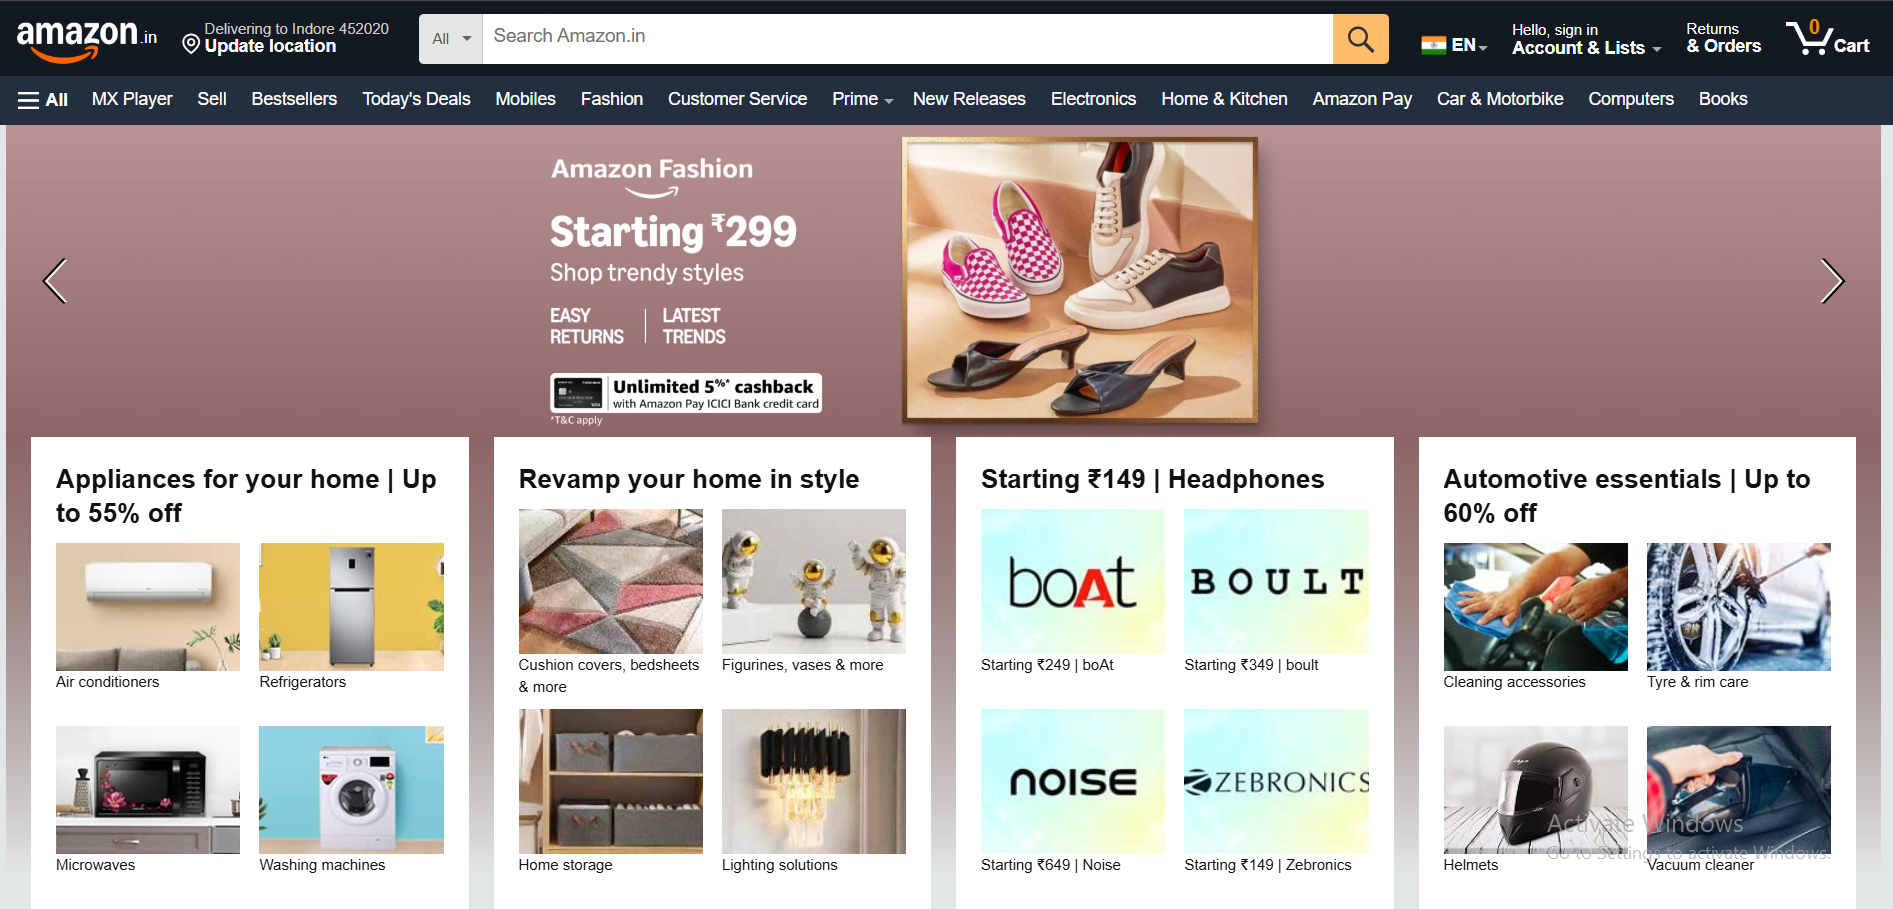 amazon.in
Delivering to Indore 452020
Update location
All
Search Amazon.in
EN
Hello, sign in
Account & Lists
Returns
& Orders
0
Cart
All
MX Player
Sell
Bestsellers
Today's Deals
Mobiles
Fashion
Customer Service
Prime
New Releases
Electronics
Home & Kitchen
Amazon Pay
Car & Motorbike
Computers
Books
Amazon Fashion
Starting ₹299
Shop trendy styles
EASY
RETURNS
LATEST
TRENDS
Unlimited 5%* cashback
with Amazon Pay ICICI Bank credit card
*T&C apply
Appliances for your home | Up
to 55% off
Air conditioners
Refrigerators
Microwaves
Washing machines
Revamp your home in style
Cushion covers, bedsheets
& more
Figurines, vases & more
Home storage
Lighting solutions
Starting ₹149 | Headphones
boAt
BOULT
Starting ₹249 | boAt
Starting ₹349 | boult
noise
ZEBRONICS
Starting ₹649 | Noise
Starting ₹149 | Zebronics
Automotive essentials | Up to
60% off
Cleaning accessories
Tyre & rim care
Helmets
Vacuum cleaner
Activate Windows
Go to Settings to activate Windows.